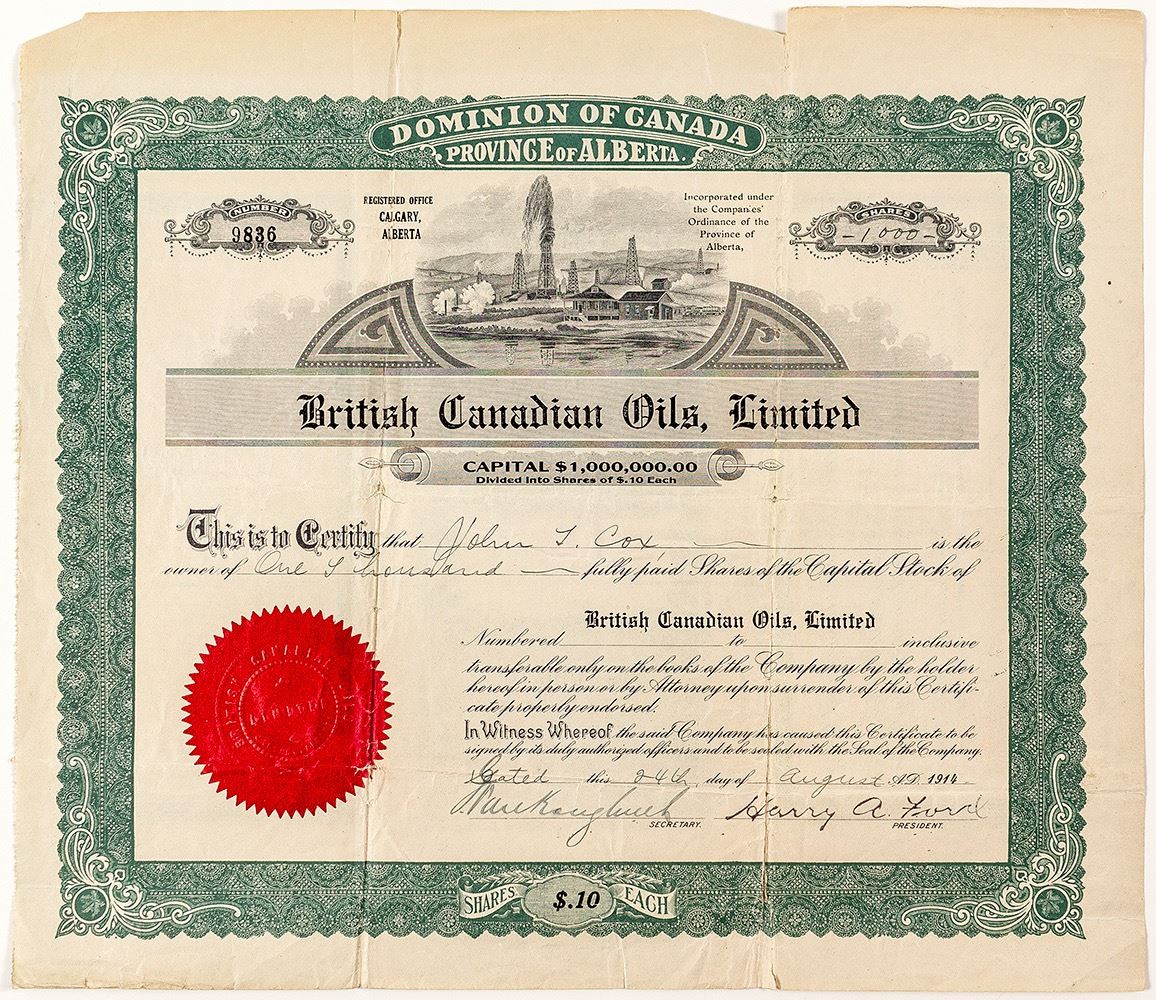 DOMINION OF CANADA
PROVINCE OF ALBERTA.
NUMBER
9836
REGISTERED OFFICE
CALGARY,
ALBERTA
Incorporated under
the Companies'
Ordinance of the
Province of
Alberta,
SHARES
-1000-
British Canadian Oils, Limited
CAPITAL $1,000,000.00
Divided Into Shares of $.10 Each
This is to Certify that John T. Cox is the
owner of One Thousand fully paid Shares of the Capital Stock of
British Canadian Oils, Limited
Numbered to inclusive
transferable only on the books of the Company by the holder
hereof in person or by Attorney upon surrender of this Certifi-
cate properly endorsed.
In Witness Whereof the said Company has caused this Certificate to be
signed by its duly authorized officers and to be sealed with the Seal of the Company.
Dated this 24th day of August A.D. 1914
SECRETARY.
Harry A. Ford
PRESIDENT.
BRITISH CANADIAN OILS
LIMITED
SHARES $.10 EACH